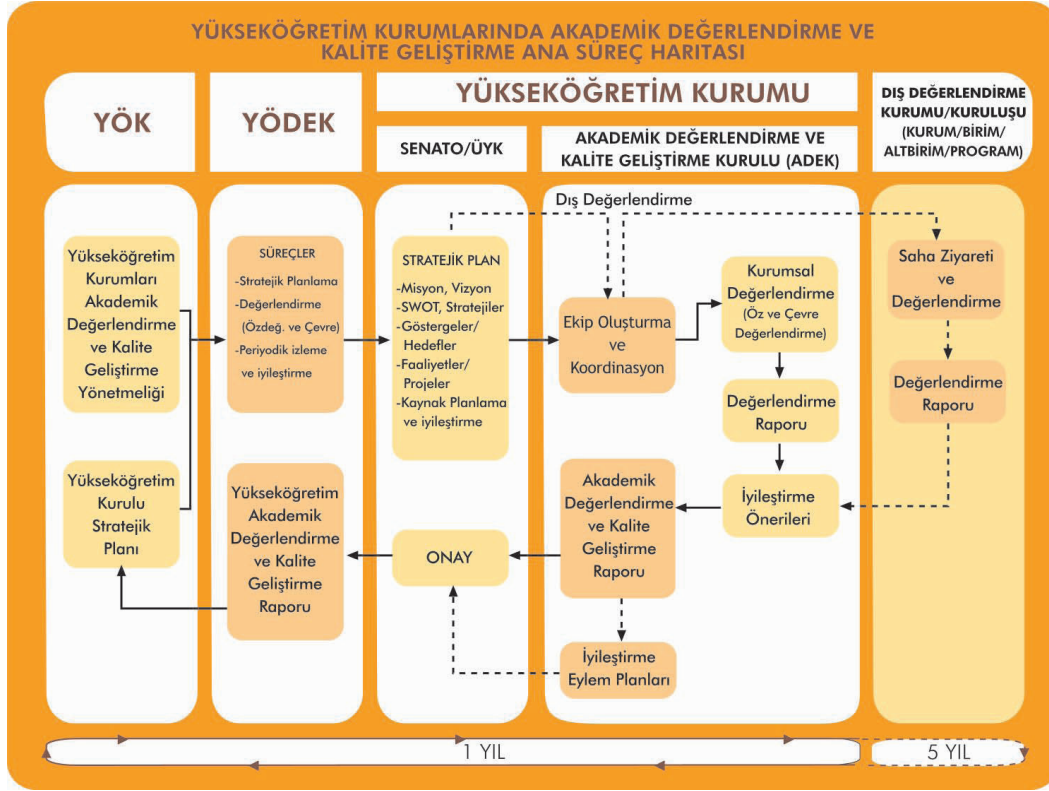 YÜKSEKÖĞRETİM KURUMLARINDA AKADEMİK DEĞERLENDİRME VE
KALİTE GELİŞTİRME ANA SÜREÇ HARITASI
YÖK
YÖDEK
YÜKSEKÖĞRETİM KURUMU
SENATO/ÜYK
AKADEMİK DEĞERLENDİRME VE
KALİTE GELİŞTİRME KURULU (ADEK)
DIŞ DEĞERLENDİRME
KURUMU/KURULUŞU
(KURUM/BİRİM/
ALTBİRİM/PROGRAM)
Yükseköğretim
Kurumları
Akademik
Değerlendirme
ve Kalite
Geliştirme
Yönetmeliği
Yükseköğretim
Kurulu
Stratejik
Planı
SÜREÇLER
-Stratejik Planlama
-Değerlendirme
(Özdeğ. ve Çevre)
-Periyodik izleme
ve iyileştirme
Yükseköğretim
Akademik
Değerlendirme
ve Kalite
Geliştirme
Raporu
STRATEJİK PLAN
-Misyon, Vizyon
-SWOT, Stratejiler
-Göstergeler/
Hedefler
-Faaliyetler/
Projeler
-Kaynak Planlama
ve iyileştirme
ONAY
Dış Değerlendirme
Ekip Oluşturma
ve
Koordinasyon
Kurumsal
Değerlendirme
(Öz ve Çevre
Değerlendirme)
Değerlendirme
Raporu
İyileştirme
Önerileri
Akademik
Değerlendirme
ve Kalite
Geliştirme
Raporu
İyileştirme
Eylem Planları
Saha Ziyareti
ve
Değerlendirme
Değerlendirme
Raporu
1 YIL
5 YIL